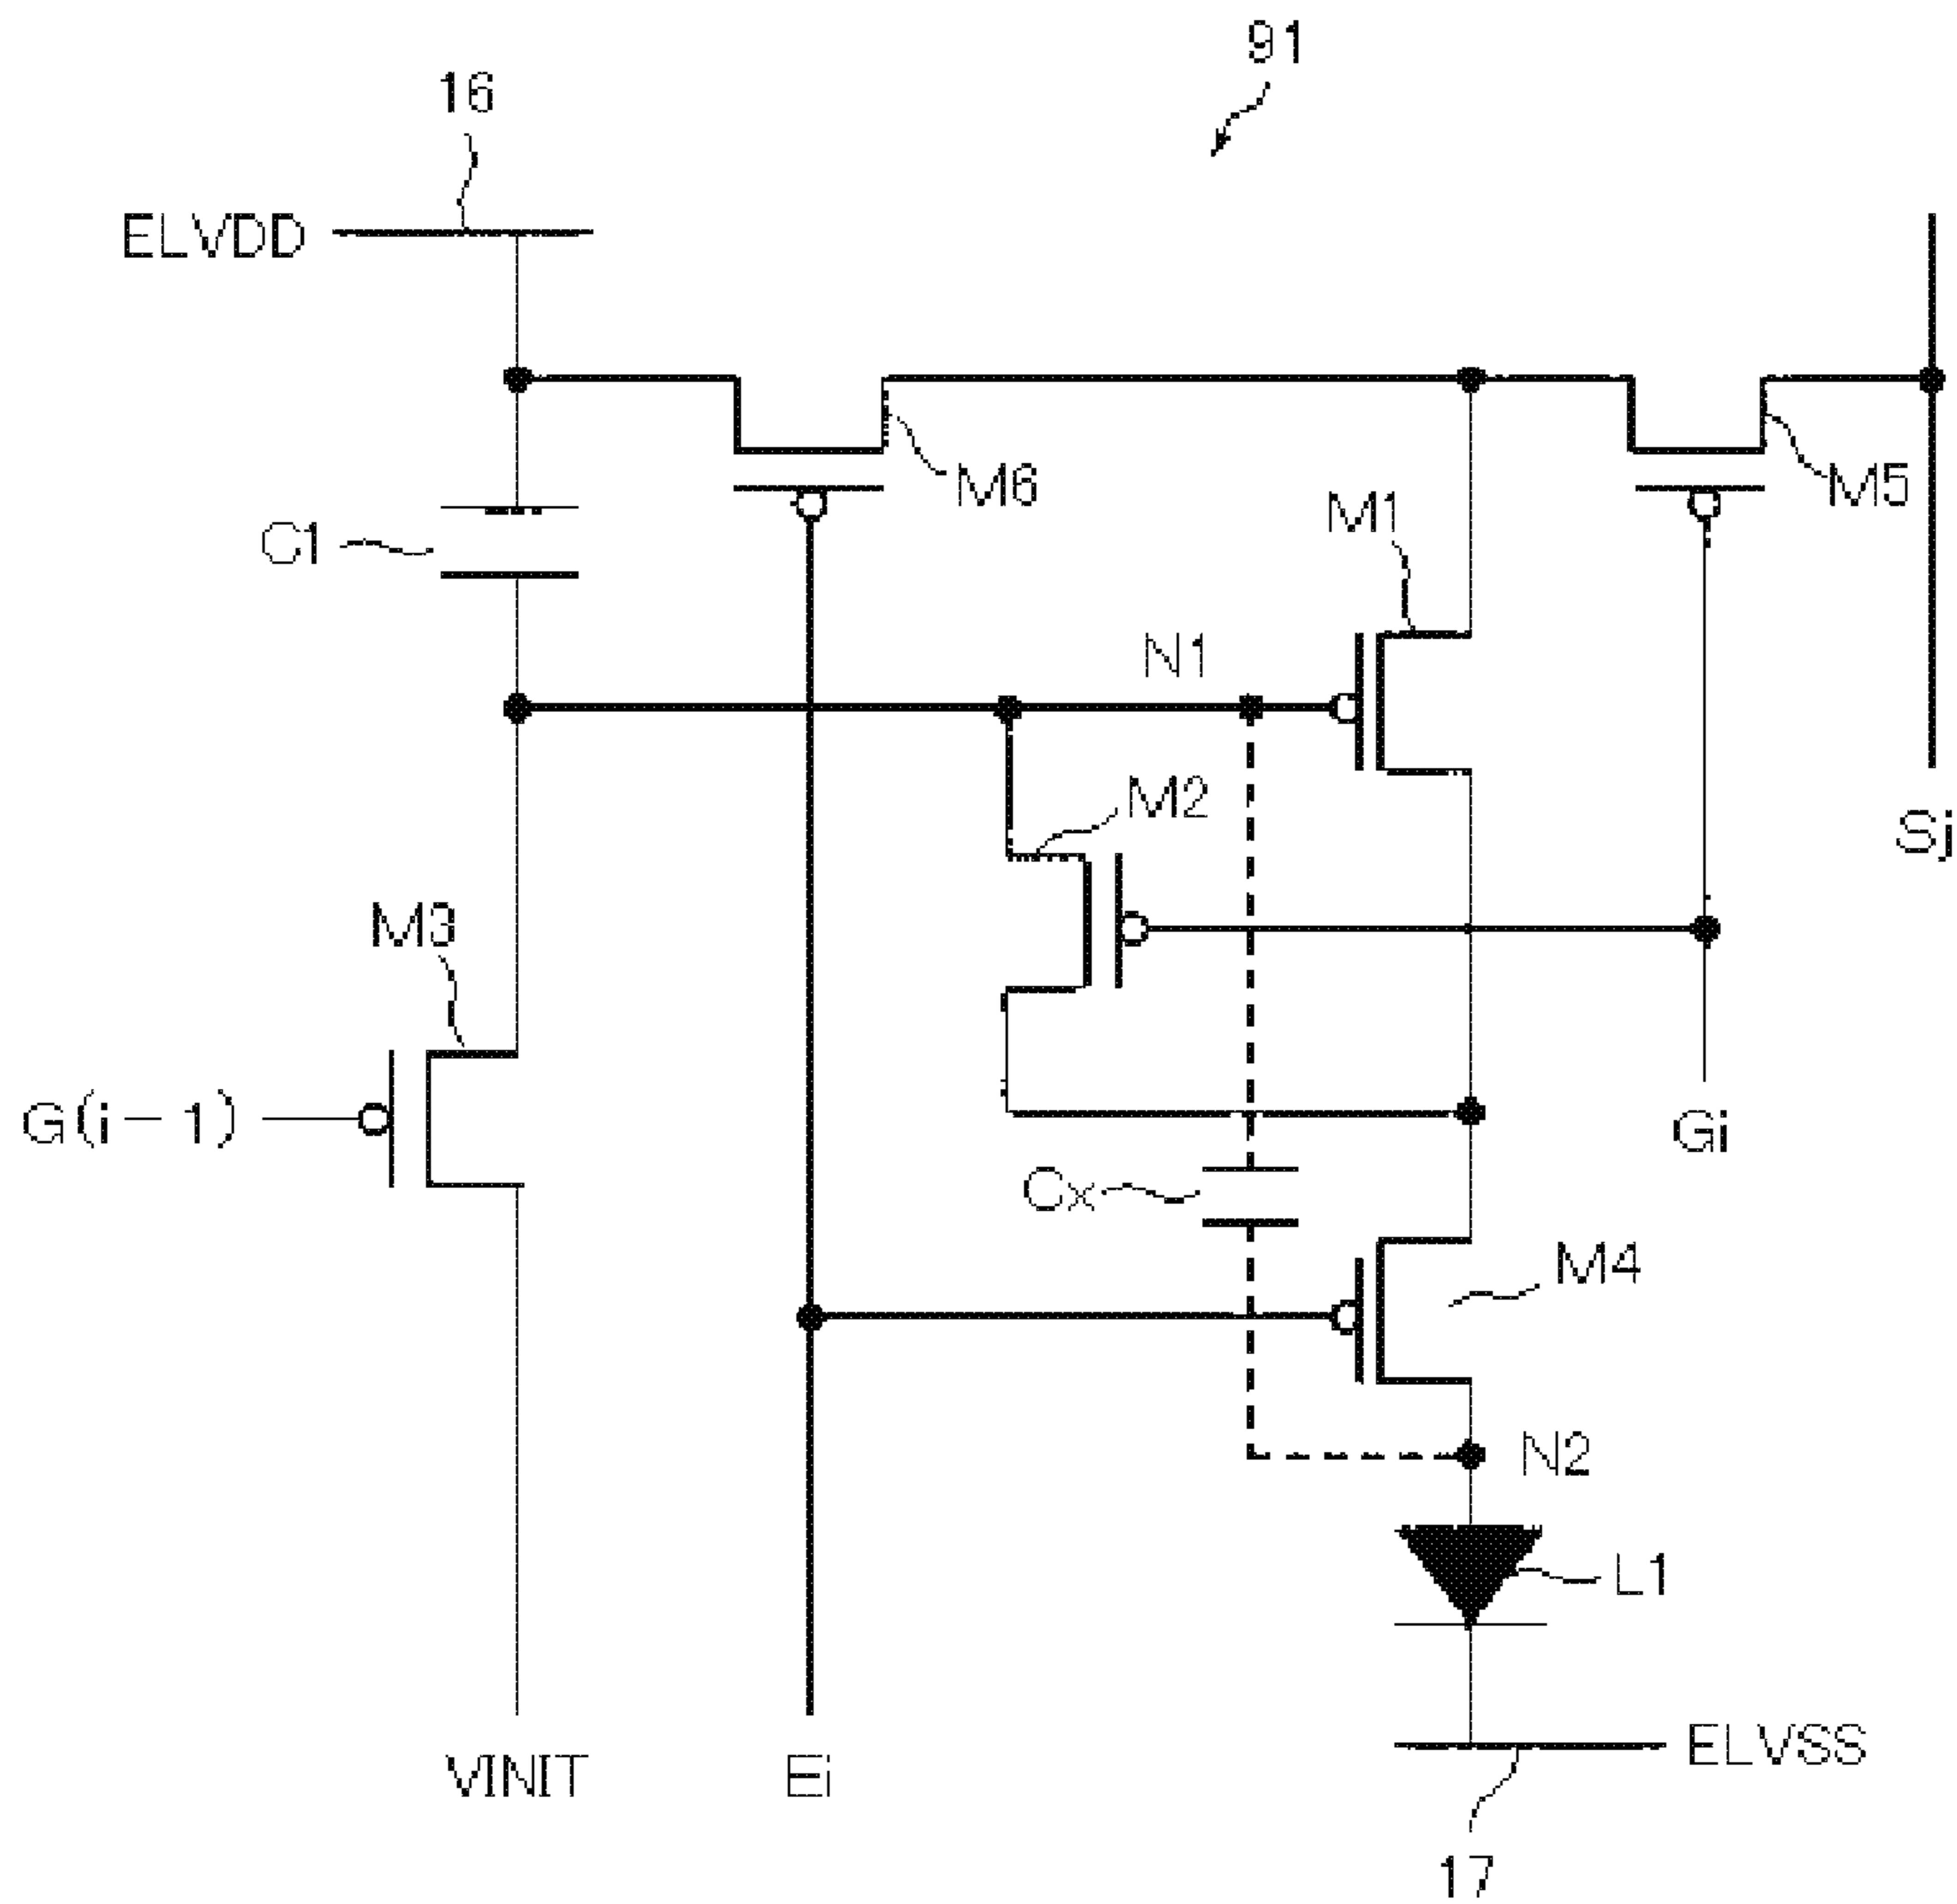 91
16
ELVDD
M6
M5
C1
M1
N1
M2
Sj
M3
G(i−1)
Gi
Cx
M4
N2
L1
ELVSS
VINIT
Ei
17